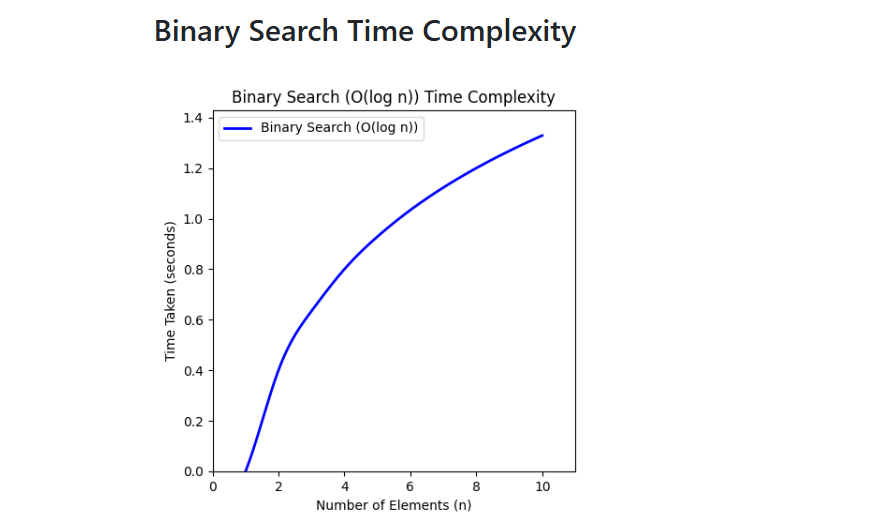 Binary Search Time Complexity
Binary Search (O(log n)) Time Complexity
Binary Search (O(log n))
Time Taken (seconds)
1.4
1.2
1.0
0.8
0.6
0.4
0.2
0.0
0 2 4 6 8 10
Number of Elements (n)